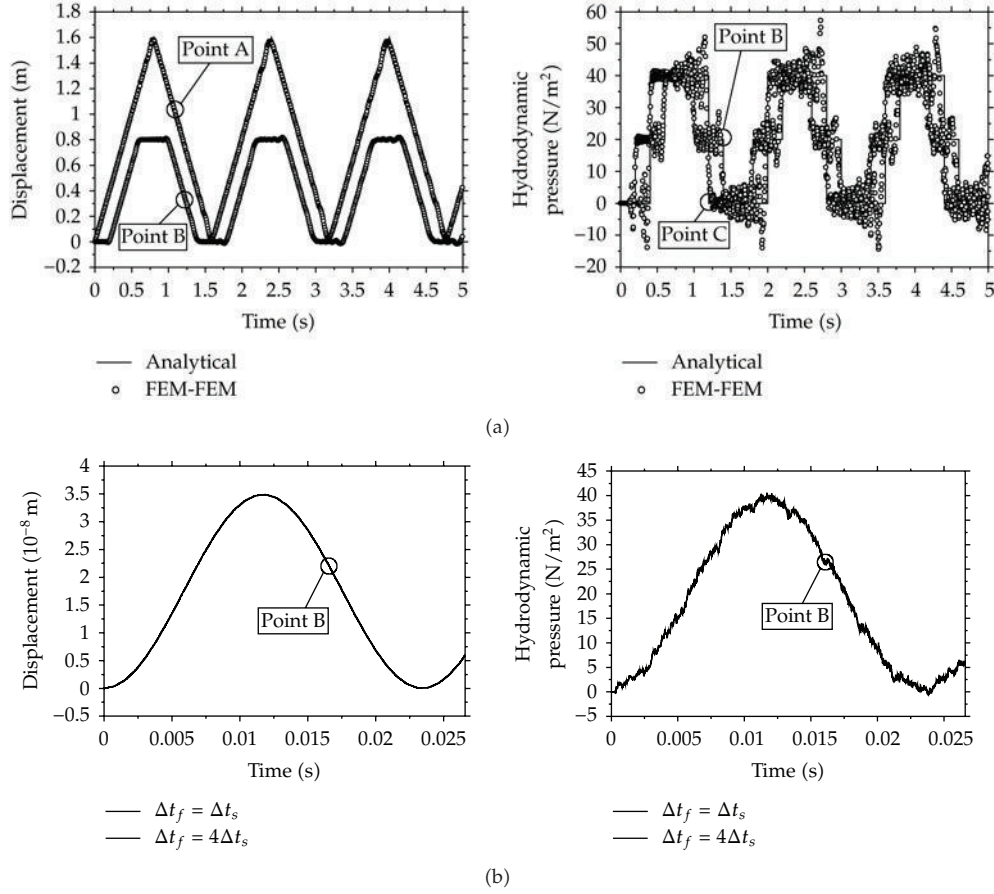 Displacement (m)
1.8
1.6
1.4
1.2
1
0.8
0.6
0.4
0.2
0
−0.2
Point A
Point B
0 0.5 1 1.5 2 2.5 3 3.5 4 4.5 5
Time (s)
Analytical
FEM-FEM
Hydrodynamic
pressure (N/m²)
60
50
40
30
20
10
0
−10
−20
Point B
Point C
0 0.5 1 1.5 2 2.5 3 3.5 4 4.5 5
Time (s)
Analytical
FEM-FEM
(a)
Displacement (10⁻⁸ m)
4
3.5
3
2.5
2
1.5
1
0.5
0
−0.5
Point B
0 0.005 0.01 0.015 0.02 0.025
Time (s)
Δt_f = Δt_s
Δt_f = 4Δt_s
Hydrodynamic
pressure (N/m²)
45
40
35
30
25
20
15
10
5
0
−5
Point B
0 0.005 0.01 0.015 0.02 0.025
Time (s)
Δt_f = Δt_s
Δt_f = 4Δt_s
(b)